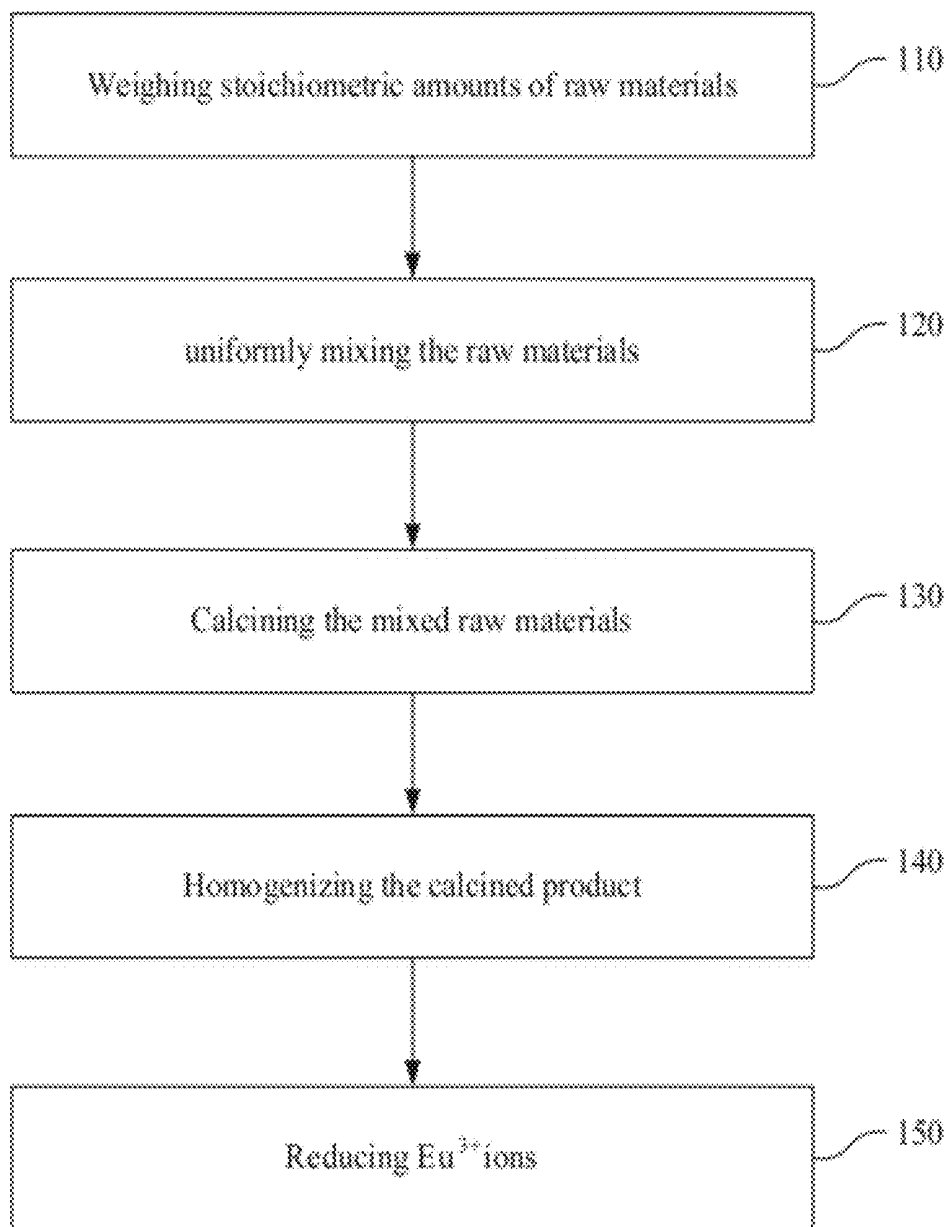 Weighing stoichiometric amounts of raw materials
110
uniformly mixing the raw materials
120
Calcining the mixed raw materials
130
Homogenizing the calcined product
140
Reducing Eu³⁺ ions
150